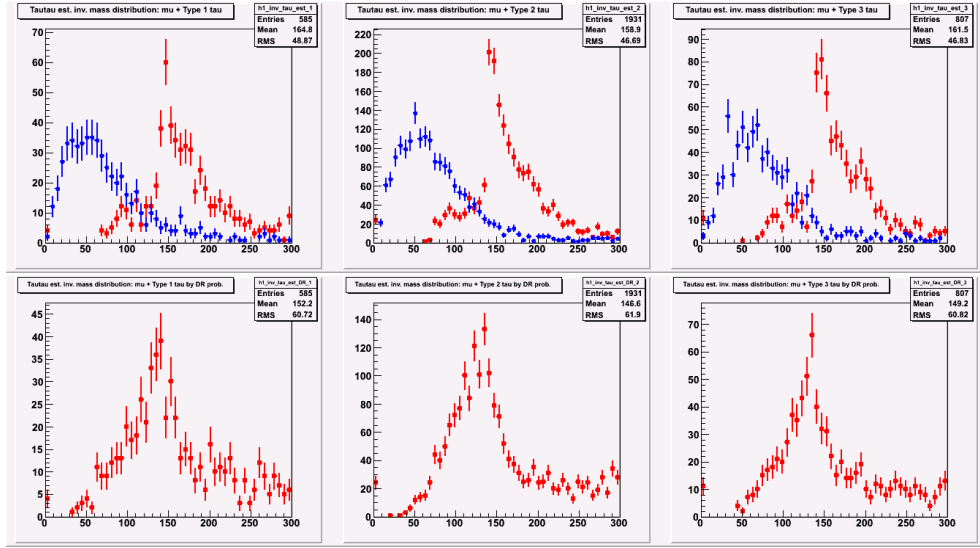 Tautau est. inv. mass distribution: mu + Type 1 tau
h1_inv_tau_est_1
Entries 585
Mean 164.8
RMS 48.87
70
60
50
40
30
20
10
0
0 50 100 150 200 250 300
Tautau est. inv. mass distribution: mu + Type 2 tau
h1_inv_tau_est_2
Entries 1931
Mean 158.9
RMS 46.69
220
200
180
160
140
120
100
80
60
40
20
0
0 50 100 150 200 250 300
Tautau est. inv. mass distribution: mu + Type 3 tau
h1_inv_tau_est_3
Entries 807
Mean 161.5
RMS 46.83
90
80
70
60
50
40
30
20
10
0
0 50 100 150 200 250 300
Tautau est. inv. mass distribution: mu + Type 1 tau by DR prob.
h1_inv_tau_est_DR_1
Entries 585
Mean 152.2
RMS 60.72
45
40
35
30
25
20
15
10
5
0
0 50 100 150 200 250 300
Tautau est. inv. mass distribution: mu + Type 2 tau by DR prob.
h1_inv_tau_est_DR_2
Entries 1931
Mean 146.6
RMS 61.9
140
120
100
80
60
40
20
0 50 100 150 200 250 300
Tautau est. inv. mass distribution: mu + Type 3 tau by DR prob.
h1_inv_tau_est_DR_3
Entries 807
Mean 149.2
RMS 60.82
70
60
50
40
30
20
10
0
0 50 100 150 200 250 300